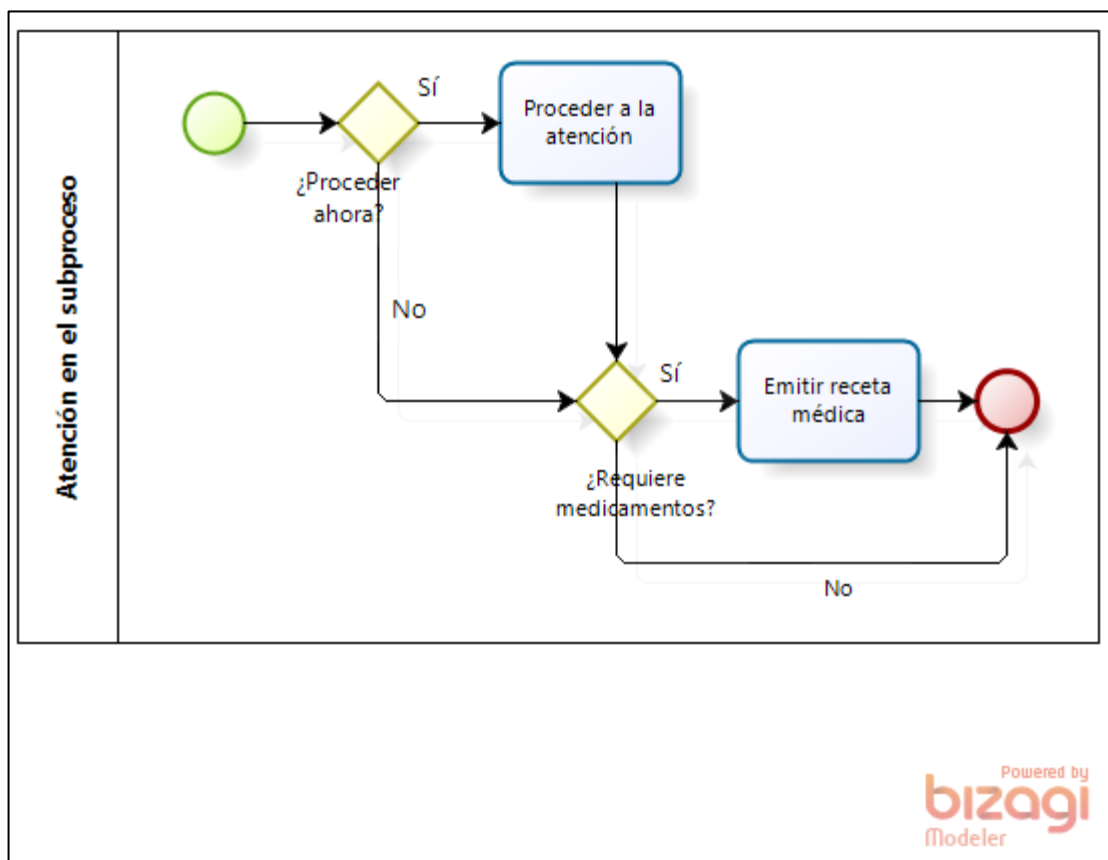 Atención en el subproceso
Sí
Proceder a la
atención
¿Proceder
ahora?
No
Sí
Emitir receta
médica
¿Requiere
medicamentos?
No
Powered by
bizagi
Modeler